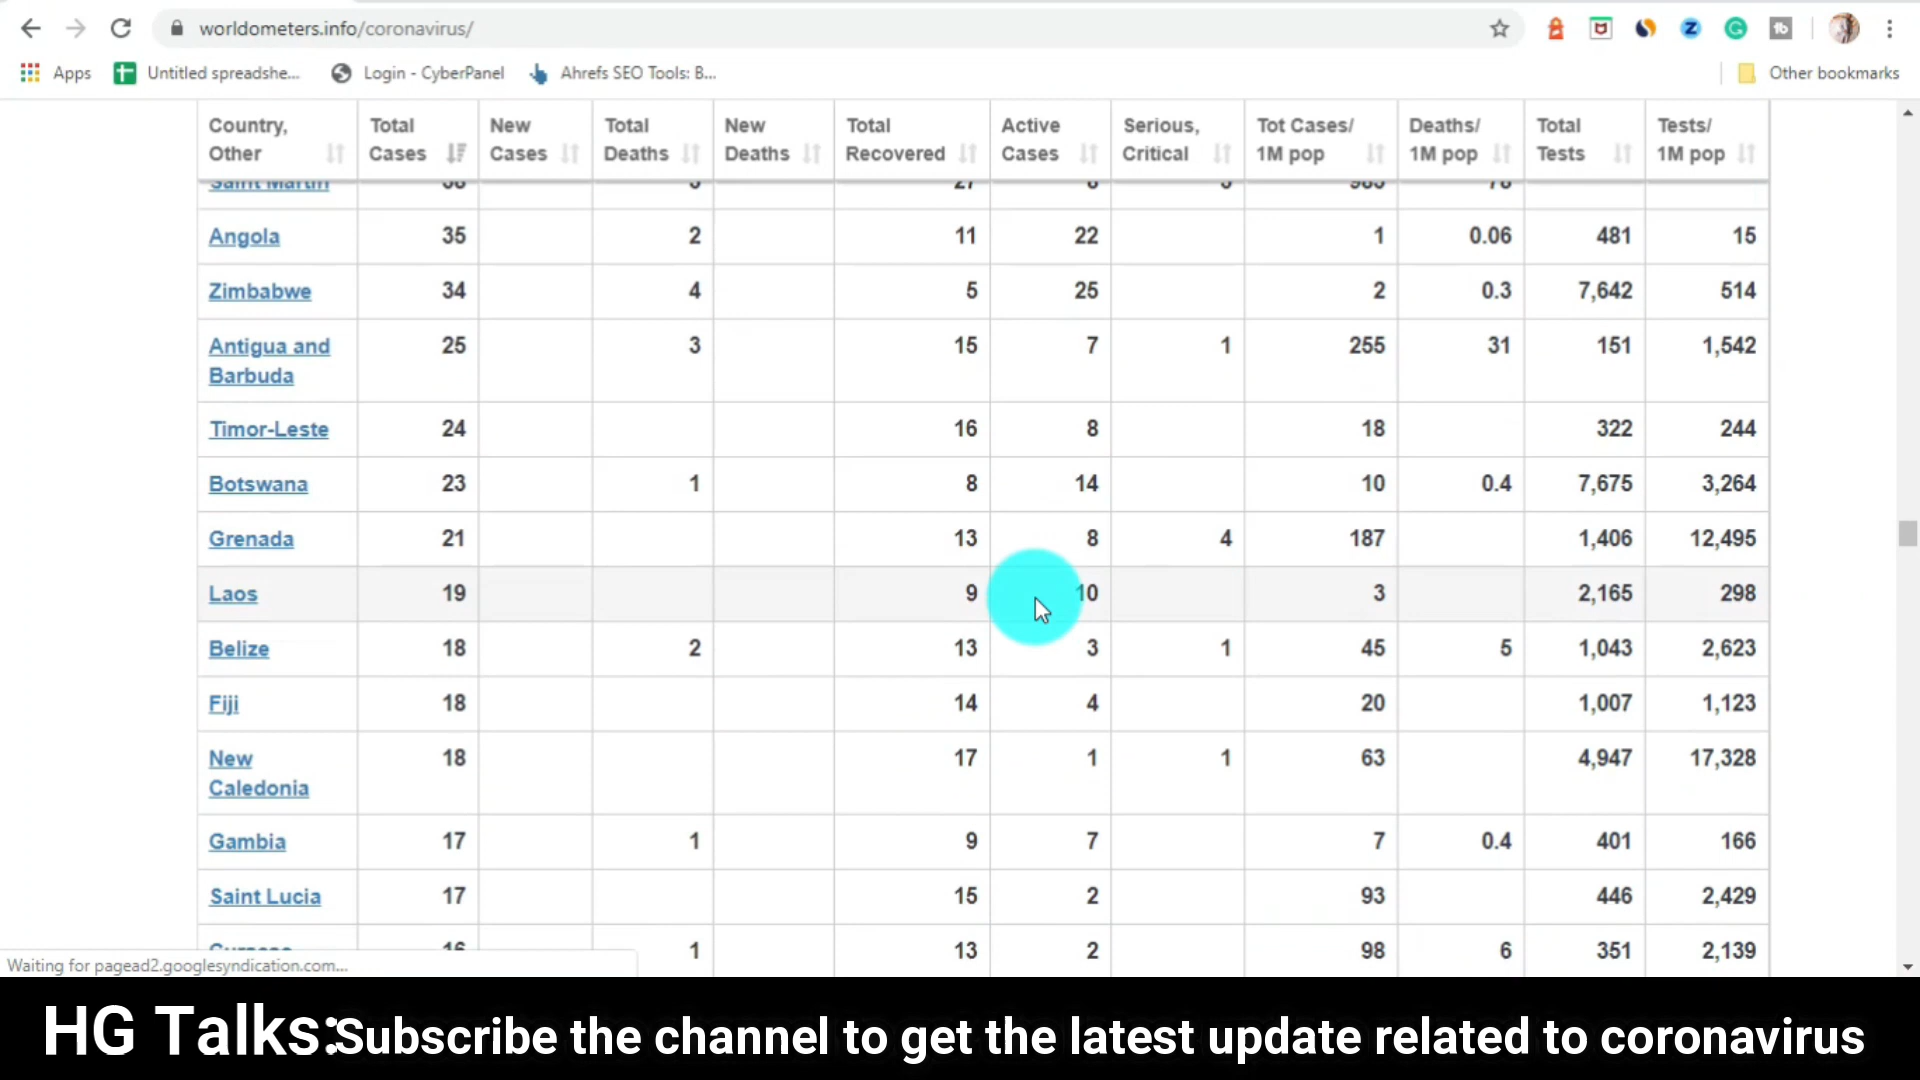 worldometers.info/coronavirus/
Apps Untitled spreadshe... Login - CyberPanel Ahrefs SEO Tools: B... Other bookmarks
Country, Other Total Cases New Cases Total Deaths New Deaths Total Recovered Active Cases Serious, Critical Tot Cases/ 1M pop Deaths/ 1M pop Total Tests Tests/ 1M pop
Saint Martin 38 3 27 8 5 983 78
Angola 35 2 11 22 1 0.06 481 15
Zimbabwe 34 4 5 25 2 0.3 7,642 514
Antigua and Barbuda 25 3 15 7 1 255 31 151 1,542
Timor-Leste 24 16 8 18 322 244
Botswana 23 1 8 14 10 0.4 7,675 3,264
Grenada 21 13 8 4 187 1,406 12,495
Laos 19 9 10 3 2,165 298
Belize 18 2 13 3 1 45 5 1,043 2,623
Fiji 18 14 4 20 1,007 1,123
New Caledonia 18 17 1 1 63 4,947 17,328
Gambia 17 1 9 7 7 0.4 401 166
Saint Lucia 17 15 2 93 446 2,429
16 1 13 2 98 6 351 2,139
Waiting for pagead2.googlesyndication.com...
HG Talks: Subscribe the channel to get the latest update related to coronavirus